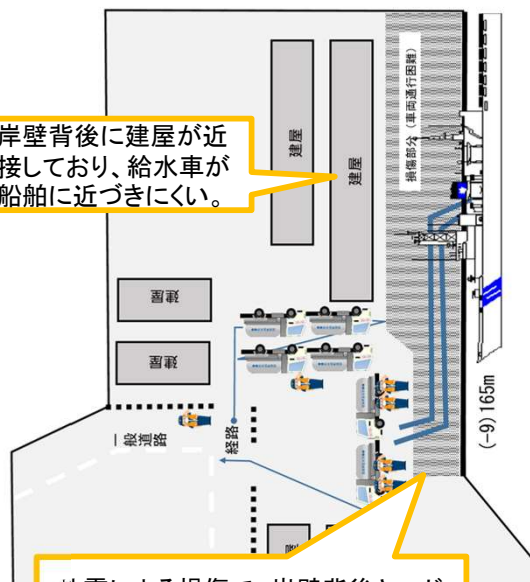 岸壁背後に建屋が近
接しており、給水車が
船舶に近づきにくい。
建屋
建屋
損傷部分（車両通行困難）
建屋
建屋
一般道路
経路
(-9) 165m